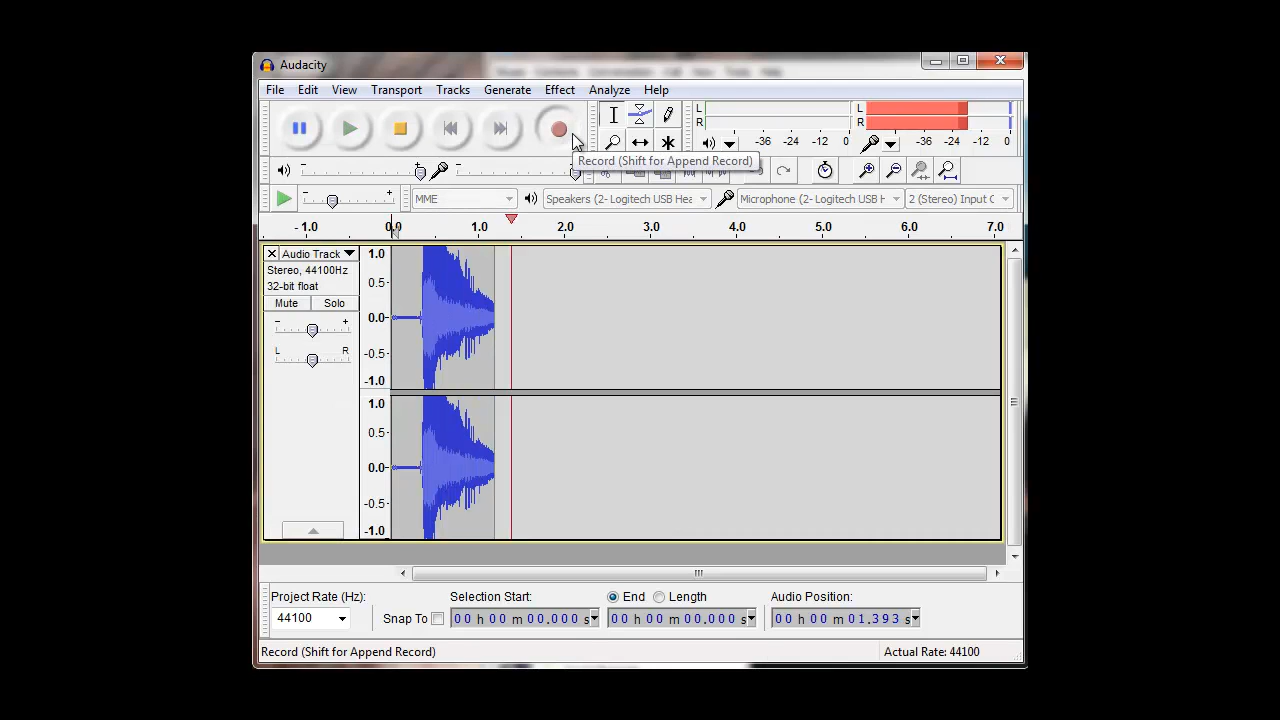 Audacity
File Edit View Transport Tracks Generate Effect Analyze Help
L R -36 -24 -12 0
L R -36 -24 -12 0
Record (Shift for Append Record)
- + - +
MME Speakers (2- Logitech USB Hea Microphone (2- Logitech USB H 2 (Stereo) Input C
- 1.0 0.0 1.0 2.0 3.0 4.0 5.0 6.0 7.0
Audio Track
Stereo, 44100Hz
32-bit float
Mute Solo
- +
L R
1.0
0.5-
0.0-
-0.5-
-1.0
1.0
0.5-
0.0-
-0.5-
-1.0
Project Rate (Hz): Selection Start: End Length Audio Position:
44100 Snap To 00 h 00 m 00.000 s 00 h 00 m 00.000 s 00 h 00 m 01.393 s
Record (Shift for Append Record) Actual Rate: 44100